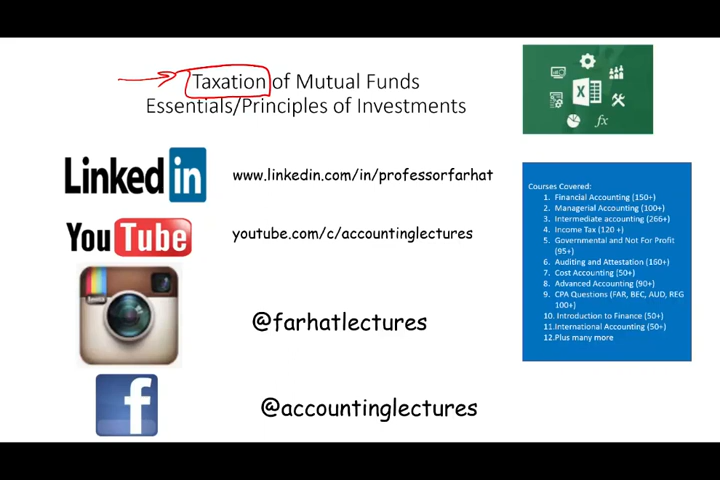 Taxation of Mutual Funds
Essentials/Principles of Investments
Linked in
www.linkedin.com/in/professorfarhat
YouTube
youtube.com/c/accountinglectures
@farhatlectures
f
@accountinglectures
X
fx
Courses Covered:
1. Financial Accounting (150+)
2. Managerial Accounting (100+)
3. Intermediate accounting (266+)
4. Income Tax (120 +)
5. Governmental and Not For Profit
(95+)
6. Auditing and Attestation (160+)
7. Cost Accounting (50+)
8. Advanced Accounting (90+)
9. CPA Questions (FAR, BEC, AUD, REG
100+)
10. Introduction to Finance (50+)
11.International Accounting (50+)
12.Plus many more